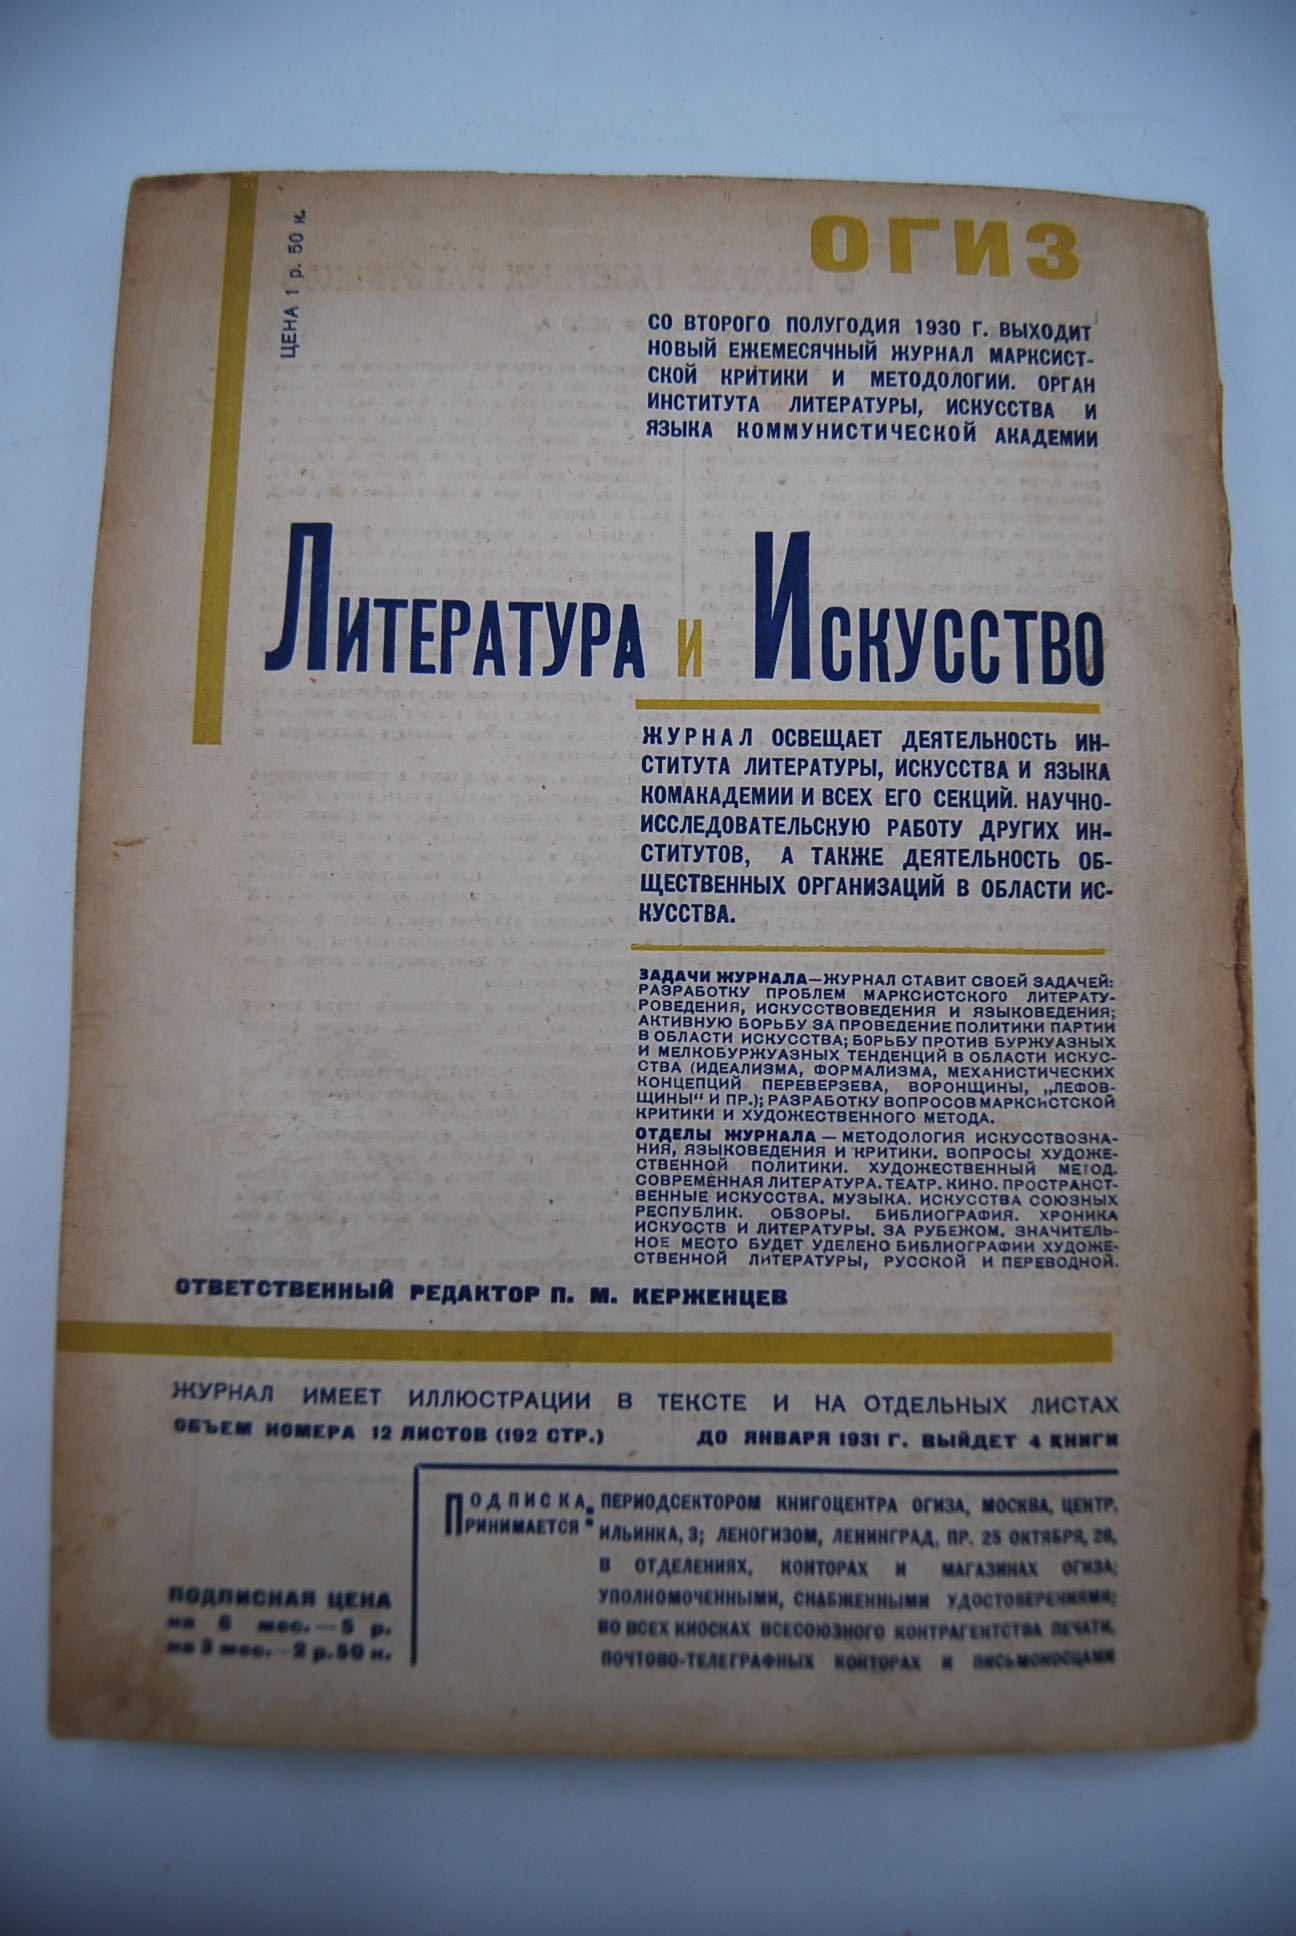 ЦЕНА 1 р. 50 к.
ОГИЗ
СО ВТОРОГО ПОЛУГОДИЯ 1930 Г. ВЫХОДИТ
НОВЫЙ ЕЖЕМЕСЯЧНЫЙ ЖУРНАЛ МАРКСИСТ-
СКОЙ КРИТИКИ И МЕТОДОЛОГИИ. ОРГАН
ИНСТИТУТА ЛИТЕРАТУРЫ, ИСКУССТВА И
ЯЗЫКА КОММУНИСТИЧЕСКОЙ АКАДЕМИИ
ЛИТЕРАТУРА И ИСКУССТВО
ЖУРНАЛ ОСВЕЩАЕТ ДЕЯТЕЛЬНОСТЬ ИН-
СТИТУТА ЛИТЕРАТУРЫ, ИСКУССТВА И ЯЗЫКА
КОМАКАДЕМИИ И ВСЕХ ЕГО СЕКЦИЙ. НАУЧНО-
ИССЛЕДОВАТЕЛЬСКУЮ РАБОТУ ДРУГИХ ИН-
СТИТУТОВ, А ТАКЖЕ ДЕЯТЕЛЬНОСТЬ ОБ-
ЩЕСТВЕННЫХ ОРГАНИЗАЦИЙ В ОБЛАСТИ ИС-
КУССТВА.
ЗАДАЧИ ЖУРНАЛА—ЖУРНАЛ СТАВИТ СВОЕЙ ЗАДАЧЕЙ:
РАЗРАБОТКУ ПРОБЛЕМ МАРКСИСТСКОГО ЛИТЕРАТУ-
РОВЕДЕНИЯ, ИСКУССТВОВЕДЕНИЯ И ЯЗЫКОВЕДЕНИЯ;
АКТИВНУЮ БОРЬБУ ЗА ПРОВЕДЕНИЕ ПОЛИТИКИ ПАРТИИ
В ОБЛАСТИ ИСКУССТВА; БОРЬБУ ПРОТИВ БУРЖУАЗНЫХ
И МЕЛКОБУРЖУАЗНЫХ ТЕНДЕНЦИЙ В ОБЛАСТИ ИСКУС-
СТВА (ИДЕАЛИЗМА, ФОРМАЛИЗМА, МЕХАНИСТИЧЕСКИХ
КОНЦЕПЦИЙ ПЕРЕВЕРЗЕВА, ВОРОНЩИНЫ, „ЛЕФОВ-
ЩИНЫ“ И ПР.); РАЗРАБОТКУ ВОПРОСОВ МАРКСИСТСКОЙ
КРИТИКИ И ХУДОЖЕСТВЕННОГО МЕТОДА.
ОТДЕЛЫ ЖУРНАЛА — МЕТОДОЛОГИЯ ИСКУССТВОЗНА-
НИЯ, ЯЗЫКОВЕДЕНИЯ И КРИТИКИ. ВОПРОСЫ ХУДОЖЕ-
СТВЕННОЙ ПОЛИТИКИ. ХУДОЖЕСТВЕННЫЙ МЕТОД.
СОВРЕМЕННАЯ ЛИТЕРАТУРА. ТЕАТР. КИНО. ПРОСТРАНСТ-
ВЕННЫЕ ИСКУССТВА. МУЗЫКА. ИСКУССТВА СОЮЗНЫХ
РЕСПУБЛИК. ОБЗОРЫ. БИБЛИОГРАФИЯ. ХРОНИКА
ИСКУССТВ И ЛИТЕРАТУРЫ. ЗА РУБЕЖОМ. ЗНАЧИТЕЛЬ-
НОЕ МЕСТО БУДЕТ УДЕЛЕНО БИБЛИОГРАФИИ ХУДОЖЕ-
СТВЕННОЙ ЛИТЕРАТУРЫ, РУССКОЙ И ПЕРЕВОДНОЙ.
ОТВЕТСТВЕННЫЙ РЕДАКТОР П. М. КЕРЖЕНЦЕВ
ЖУРНАЛ ИМЕЕТ ИЛЛЮСТРАЦИИ В ТЕКСТЕ И НА ОТДЕЛЬНЫХ ЛИСТАХ
ОБЪЕМ НОМЕРА 12 ЛИСТОВ (192 СТР.) ДО ЯНВАРЯ 1931 Г. ВЫЙДЕТ 4 КНИГИ
ПОДПИСКА ПРИНИМАЕТСЯ: ПЕРИОДСЕКТОРОМ КНИГОЦЕНТРА ОГИЗА, МОСКВА, ЦЕНТР,
ИЛЬИНКА, 3; ЛЕНОГИЗОМ, ЛЕНИНГРАД, ПР. 25 ОКТЯБРЯ, 28,
В ОТДЕЛЕНИЯХ, КОНТОРАХ И МАГАЗИНАХ ОГИЗА;
УПОЛНОМОЧЕННЫМИ, СНАБЖЕННЫМИ УДОСТОВЕРЕНИЯМИ;
ВО ВСЕХ КИОСКАХ ВСЕСОЮЗНОГО КОНТРАГЕНТСТВА ПЕЧАТИ,
ПОЧТОВО-ТЕЛЕГРАФНЫХ КОНТОРАХ И ПИСЬМОНОСЦАМИ
ПОДПИСНАЯ ЦЕНА
на 6 мес.—5 р.
на 3 мес.—2 р. 50 к.